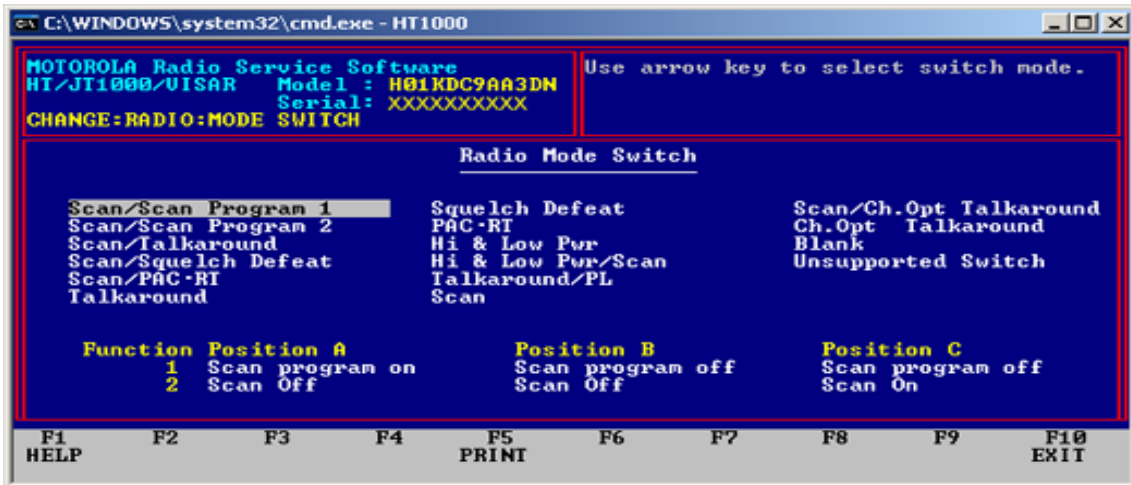 C:\WINDOWS\system32\cmd.exe - HT1000
MOTOROLA Radio Service Software
HT/JT1000/VISAR Model : H01KDC9AA3DN
Serial: XXXXXXXXXX
CHANGE:RADIO:MODE SWITCH
Use arrow key to select switch mode.
Radio Mode Switch
Scan/Scan Program 1 Squelch Defeat Scan/Ch.Opt Talkaround
Scan/Scan Program 2 PAC·RT Ch.Opt Talkaround
Scan/Talkaround Hi & Low Pwr Blank
Scan/Squelch Defeat Hi & Low Pwr/Scan Unsupported Switch
Scan/PAC·RT Talkaround/PL
Talkaround Scan
Function Position A Position B Position C
1 Scan program on Scan program off Scan program off
2 Scan Off Scan Off Scan On
F1 F2 F3 F4 F5 F6 F7 F8 F9 F10
HELP PRINT EXIT